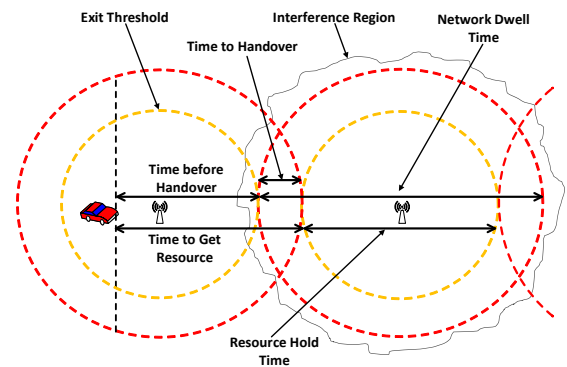 Exit Threshold
Interference Region
Network Dwell
Time
Time to Handover
Time before
Handover
Time to Get
Resource
Resource Hold
Time